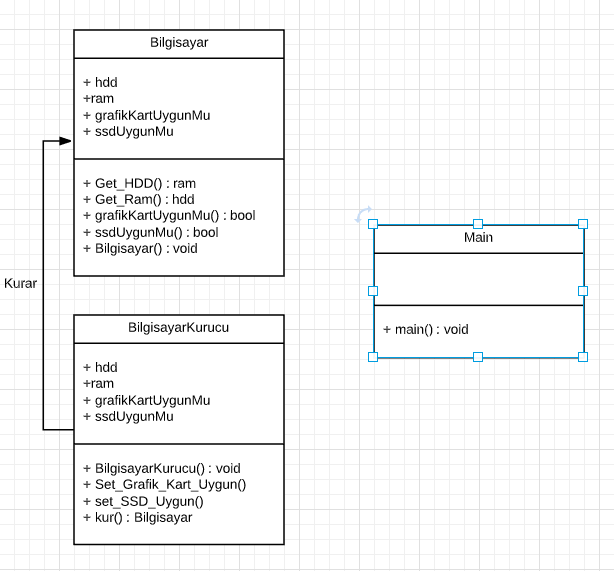 Bilgisayar
+ hdd
+ram
+ grafikKartUygunMu
+ ssdUygunMu
+ Get_HDD() : ram
+ Get_Ram() : hdd
+ grafikKartUygunMu() : bool
+ ssdUygunMu() : bool
+ Bilgisayar() : void
Kurar
BilgisayarKurucu
+ hdd
+ram
+ grafikKartUygunMu
+ ssdUygunMu
+ BilgisayarKurucu() : void
+ Set_Grafik_Kart_Uygun()
+ set_SSD_Uygun()
+ kur() : Bilgisayar
Main
+ main() : void